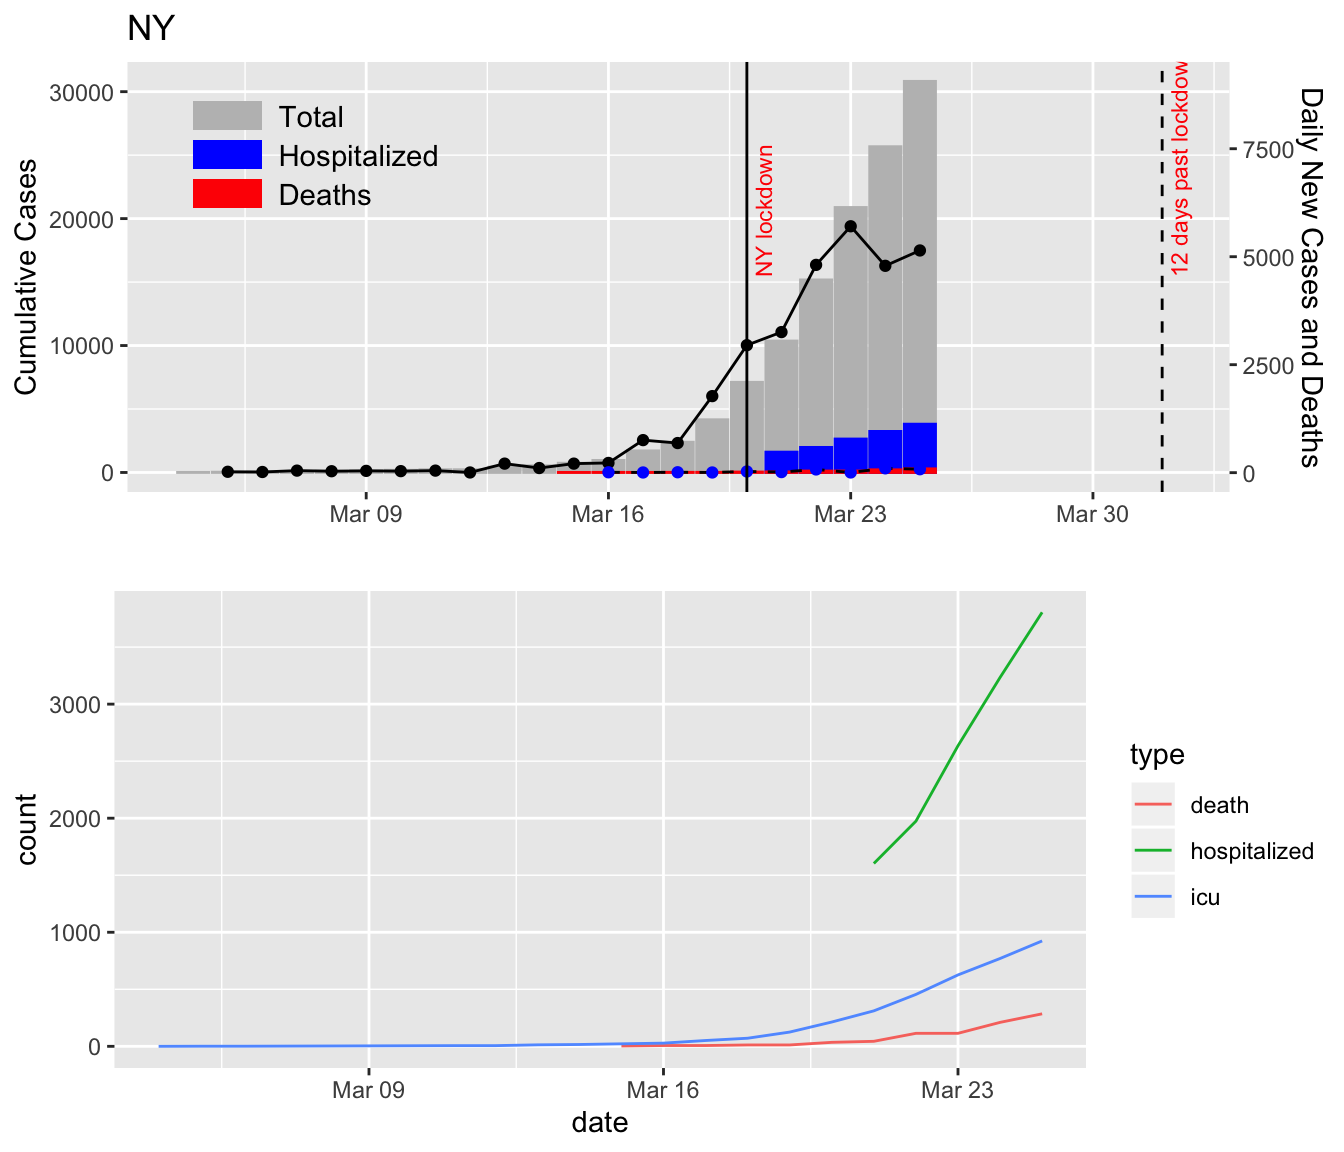 NY
Cumulative Cases
30000
20000
10000
0
Total
Hospitalized
Deaths
NY lockdown
12 days past lockdow
7500
5000
2500
0
Daily New Cases and Deaths
Mar 09
Mar 16
Mar 23
Mar 30
count
3000
2000
1000
0
Mar 09
Mar 16
Mar 23
date
type
death
hospitalized
icu